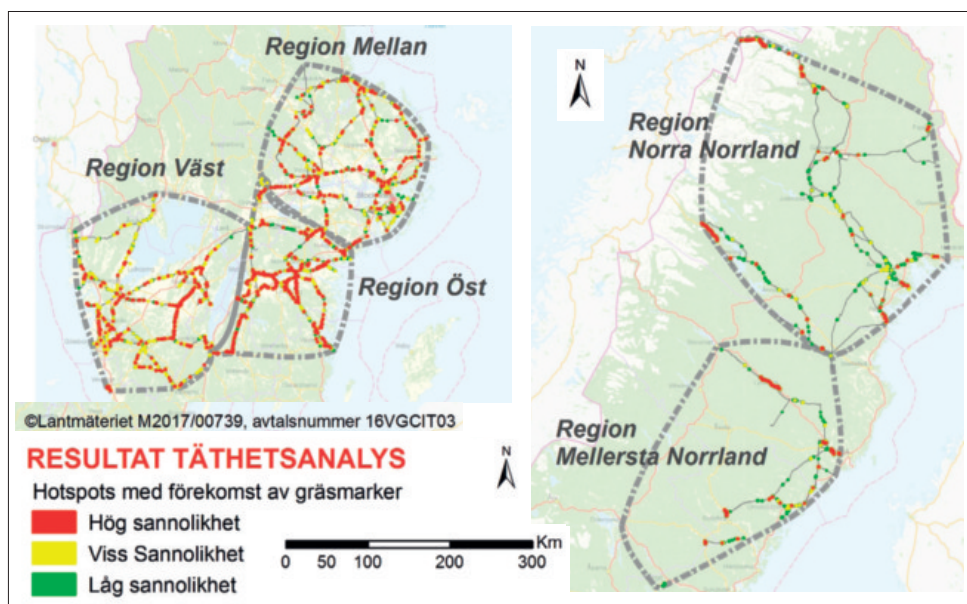 Region Mellan
Region Väst
Region Öst
N
Region
Norra Norrland
Region
Mellersta Norrland
©Lantmäteriet M2017/00739, avtalsnummer 16VGCIT03
RESULTAT TÄTHETSANALYS
N
Hotspots med förekomst av gräsmarker
Hög sannolikhet
Viss Sannolikhet
Låg sannolikhet
Km
0 50 100 200 300